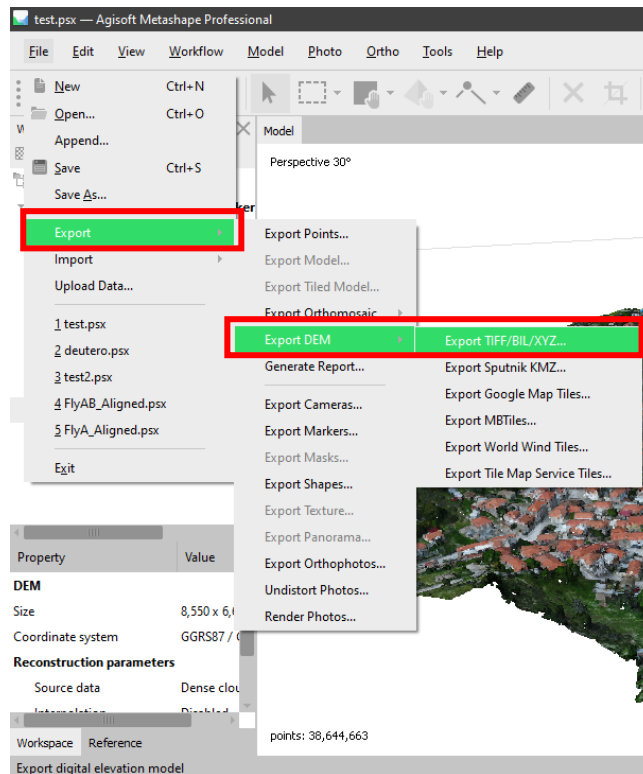 test.psx — Agisoft Metashape Professional
File Edit View Workflow Model Photo Ortho Tools Help
New Ctrl+N
Open... Ctrl+O
Append...
Save Ctrl+S
Save As...
Export
Import
Upload Data...
1 test.psx
2 deutero.psx
3 test2.psx
4 FlyAB_Aligned.psx
5 FlyA_Aligned.psx
Exit
Model
Perspective 30°
Export Points...
Export Model...
Export Tiled Model...
Export Orthomosaic
Export DEM
Generate Report...
Export Cameras...
Export Markers...
Export Masks...
Export Shapes...
Export Texture...
Export Panorama...
Export Orthophotos...
Undistort Photos...
Render Photos...
Export TIFF/BIL/XYZ...
Export Sputnik KMZ...
Export Google Map Tiles...
Export MBTiles...
Export World Wind Tiles...
Export Tile Map Service Tiles...
Property Value
DEM
Size 8,550 x
Coordinate system GGRS87 /
Reconstruction parameters
Source data Dense
points: 38,644,663
Workspace Reference
Export digital elevation model